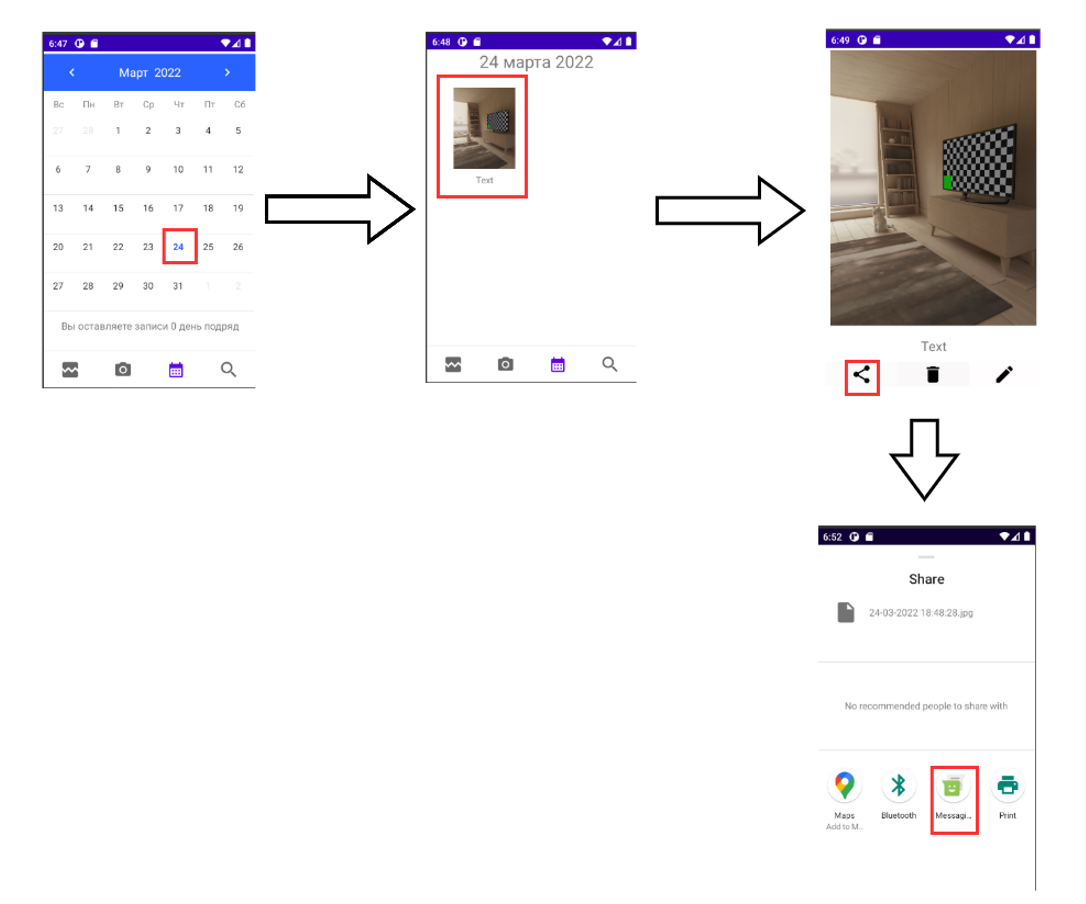 6:47
Март 2022
Вс Пн Вт Ср Чт Пт Сб
27 28 1 2 3 4 5
6 7 8 9 10 11 12
13 14 15 16 17 18 19
20 21 22 23 24 25 26
27 28 29 30 31 1 2
Вы оставляете записи 0 день подряд
6:48
24 марта 2022
Text
6:49
Text
6:52
Share
24-03-2022 18:48:28.jpg
No recommended people to share with
Maps Bluetooth Messagi... Print
Add to M...